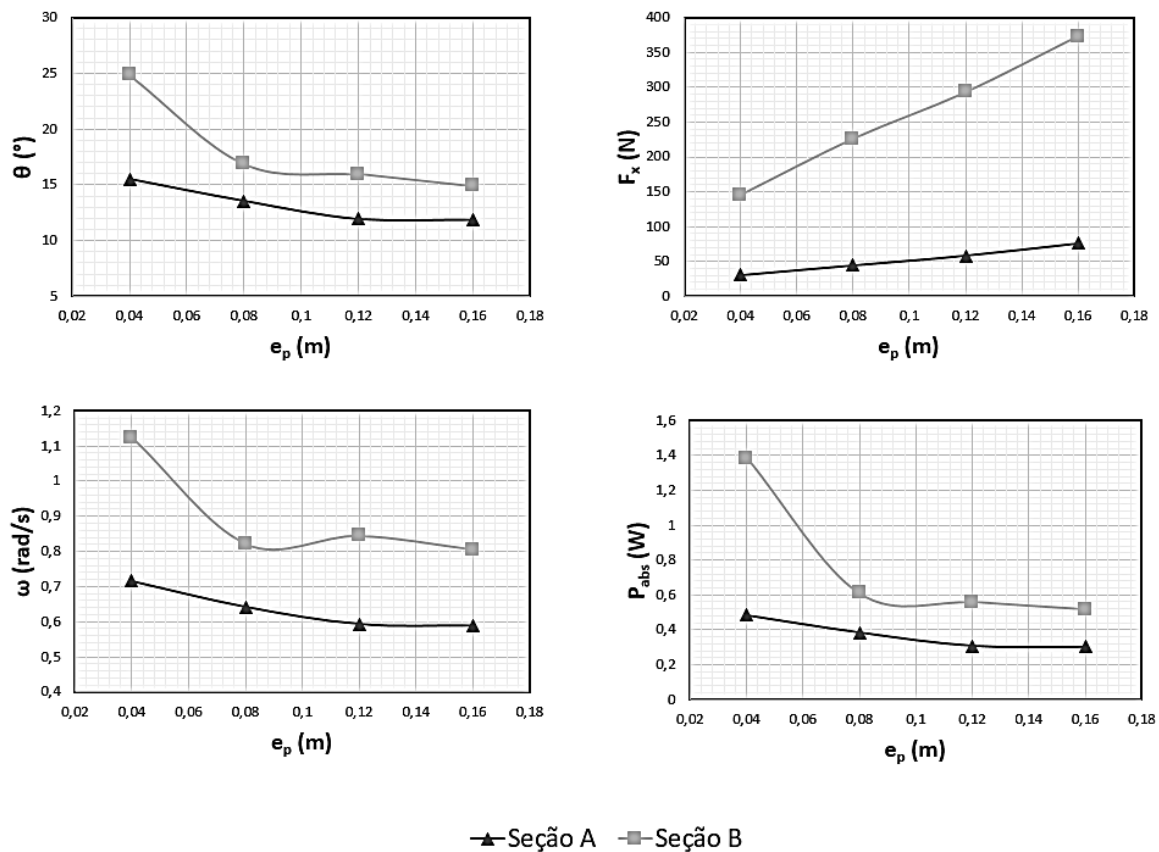 30
25
20
15
10
5
θ (°)
0,02 0,04 0,06 0,08 0,1 0,12 0,14 0,16 0,18
e_p (m)
400
350
300
250
200
150
100
50
0
F_x (N)
0,02 0,04 0,06 0,08 0,1 0,12 0,14 0,16 0,18
e_p (m)
1,2
1,1
1
0,9
0,8
0,7
0,6
0,5
0,4
ω (rad/s)
0,02 0,04 0,06 0,08 0,1 0,12 0,14 0,16 0,18
e_p (m)
1,6
1,4
1,2
1
0,8
0,6
0,4
0,2
0
P_abs (W)
0,02 0,04 0,06 0,08 0,1 0,12 0,14 0,16 0,18
e_p (m)
Seção A Seção B